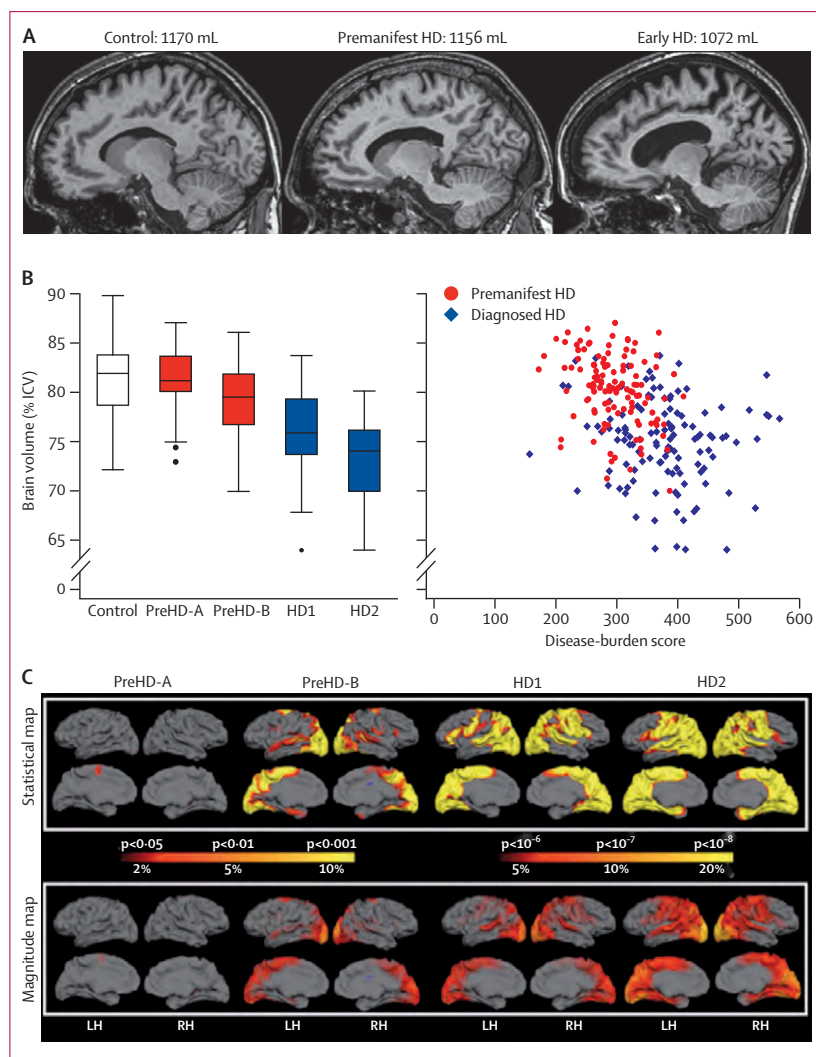 A
Control: 1170 mL
Premanifest HD: 1156 mL
Early HD: 1072 mL
B
Brain volume (% ICV)
90
85
80
75
70
65
0
Control
PreHD-A
PreHD-B
HD1
HD2
Premanifest HD
Diagnosed HD
0
100
200
300
400
500
600
Disease-burden score
C
PreHD-A
PreHD-B
HD1
HD2
Statistical map
p<0·05
p<0·01
p<0·001
p<10⁻⁶
p<10⁻⁷
p<10⁻⁸
2%
5%
10%
5%
10%
20%
Magnitude map
LH
RH
LH
RH
LH
RH
LH
RH